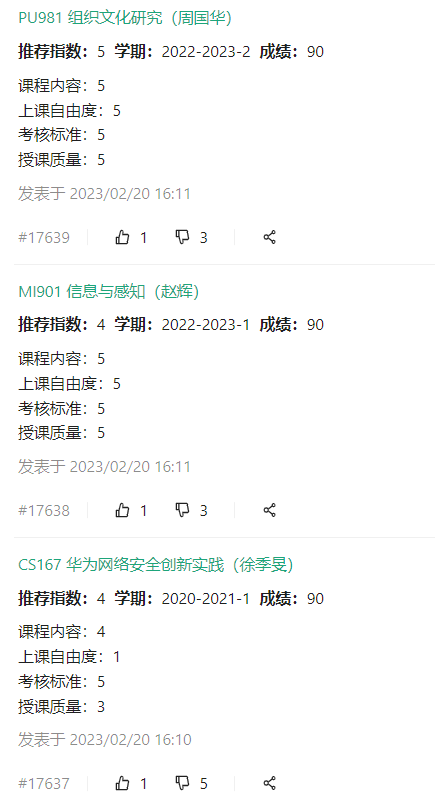 PU981 组织文化研究（周国华）
推荐指数：5 学期：2022-2023-2 成绩：90
课程内容：5
上课自由度：5
考核标准：5
授课质量：5
发表于 2023/02/20 16:11
#17639 1 3
MI901 信息与感知（赵辉）
推荐指数：4 学期：2022-2023-1 成绩：90
课程内容：5
上课自由度：5
考核标准：5
授课质量：5
发表于 2023/02/20 16:11
#17638 1 3
CS167 华为网络安全创新实践（徐季旻）
推荐指数：4 学期：2020-2021-1 成绩：90
课程内容：4
上课自由度：1
考核标准：5
授课质量：3
发表于 2023/02/20 16:10
#17637 1 5